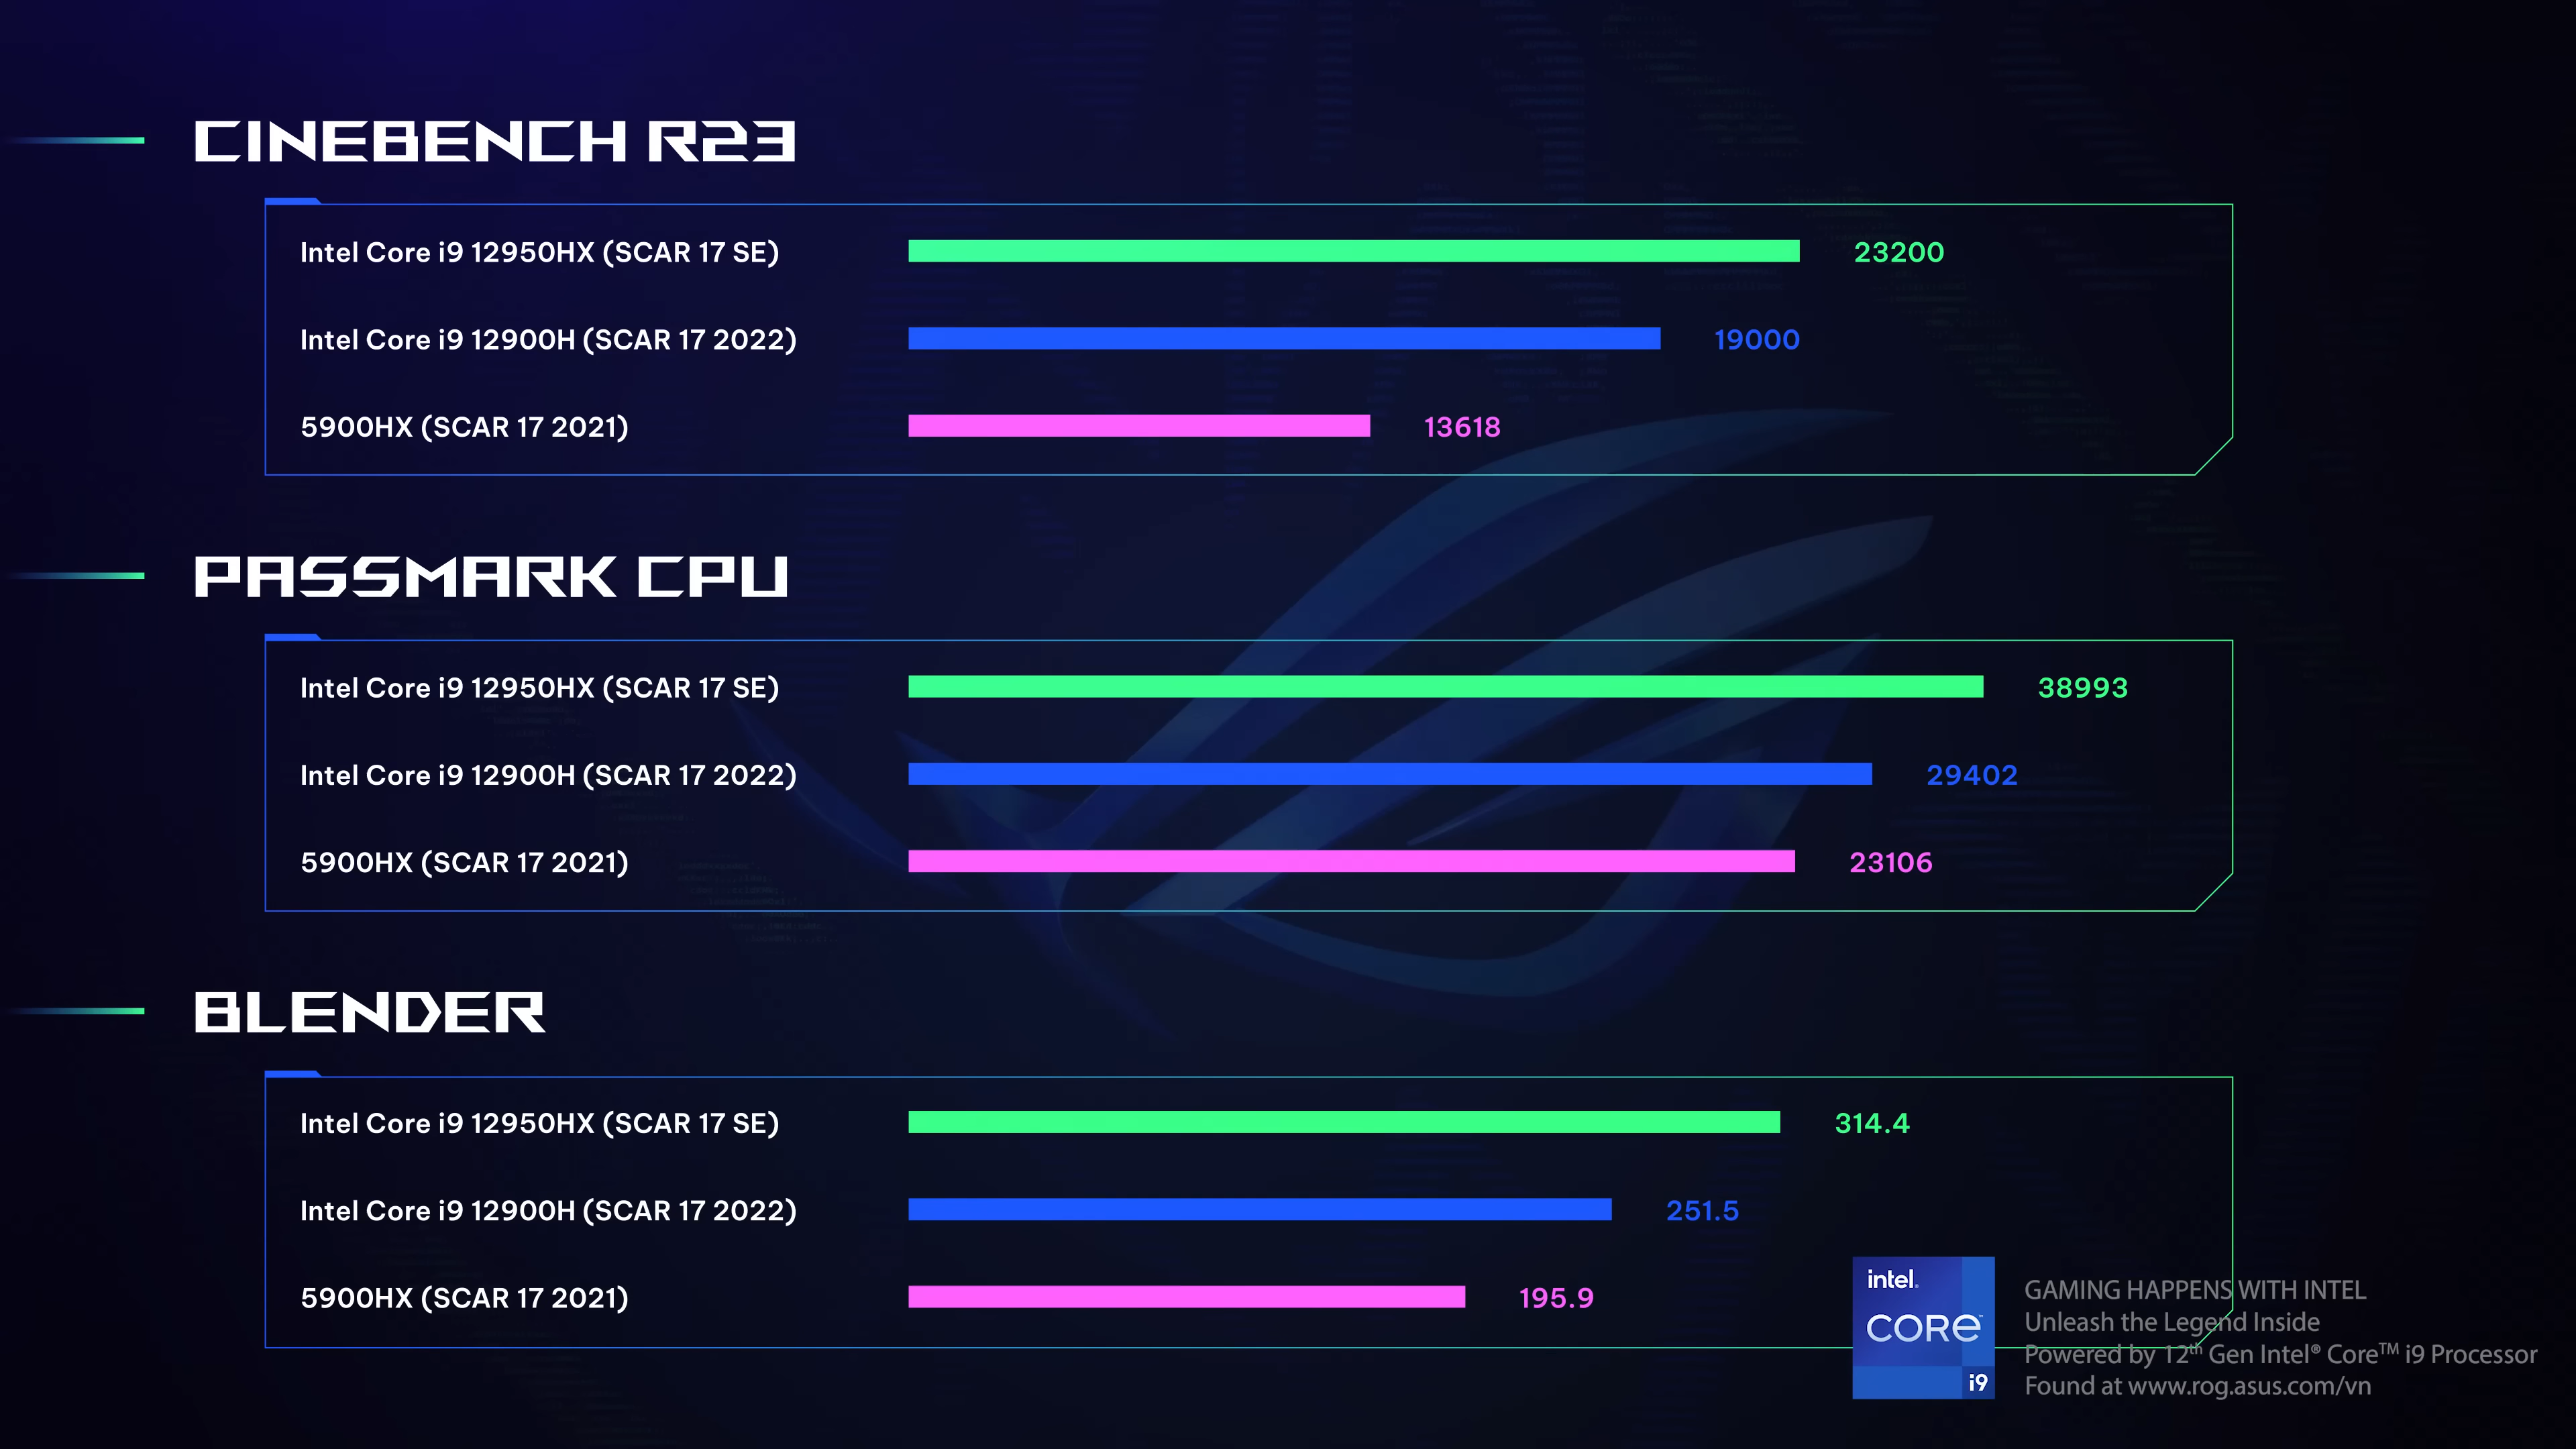 CINEBENCH R23
Intel Core i9 12950HX (SCAR 17 SE) 23200
Intel Core i9 12900H (SCAR 17 2022) 19000
5900HX (SCAR 17 2021) 13618
PASSMARK CPU
Intel Core i9 12950HX (SCAR 17 SE) 38993
Intel Core i9 12900H (SCAR 17 2022) 29402
5900HX (SCAR 17 2021) 23106
BLENDER
Intel Core i9 12950HX (SCAR 17 SE) 314.4
Intel Core i9 12900H (SCAR 17 2022) 251.5
5900HX (SCAR 17 2021) 195.9
intel.
CORE™
i9
GAMING HAPPENS WITH INTEL
Unleash the Legend Inside
Powered by 12th Gen Intel® Core™ i9 Processor
Found at www.rog.asus.com/vn